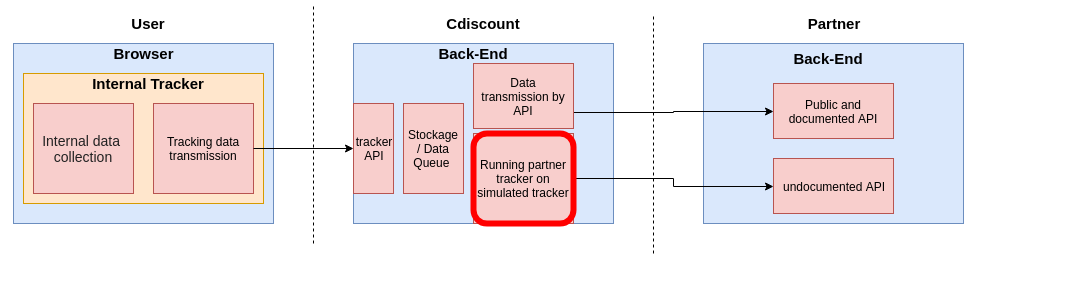 User
Cdiscount
Partner
Browser
Back-End
Back-End
Internal Tracker
Internal data
collection
Tracking data
transmission
tracker
API
Stockage
/ Data
Queue
Data
transmission by
API
Running partner
tracker on
simulated tracker
Public and
documented API
undocumented API